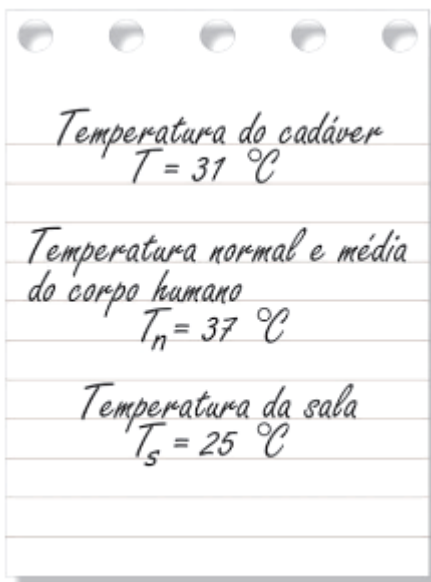 Temperatura do cadáver
T = 31 °C
Temperatura normal e média
do corpo humano
Tₙ = 37 °C
Temperatura da sala
Tₛ = 25 °C